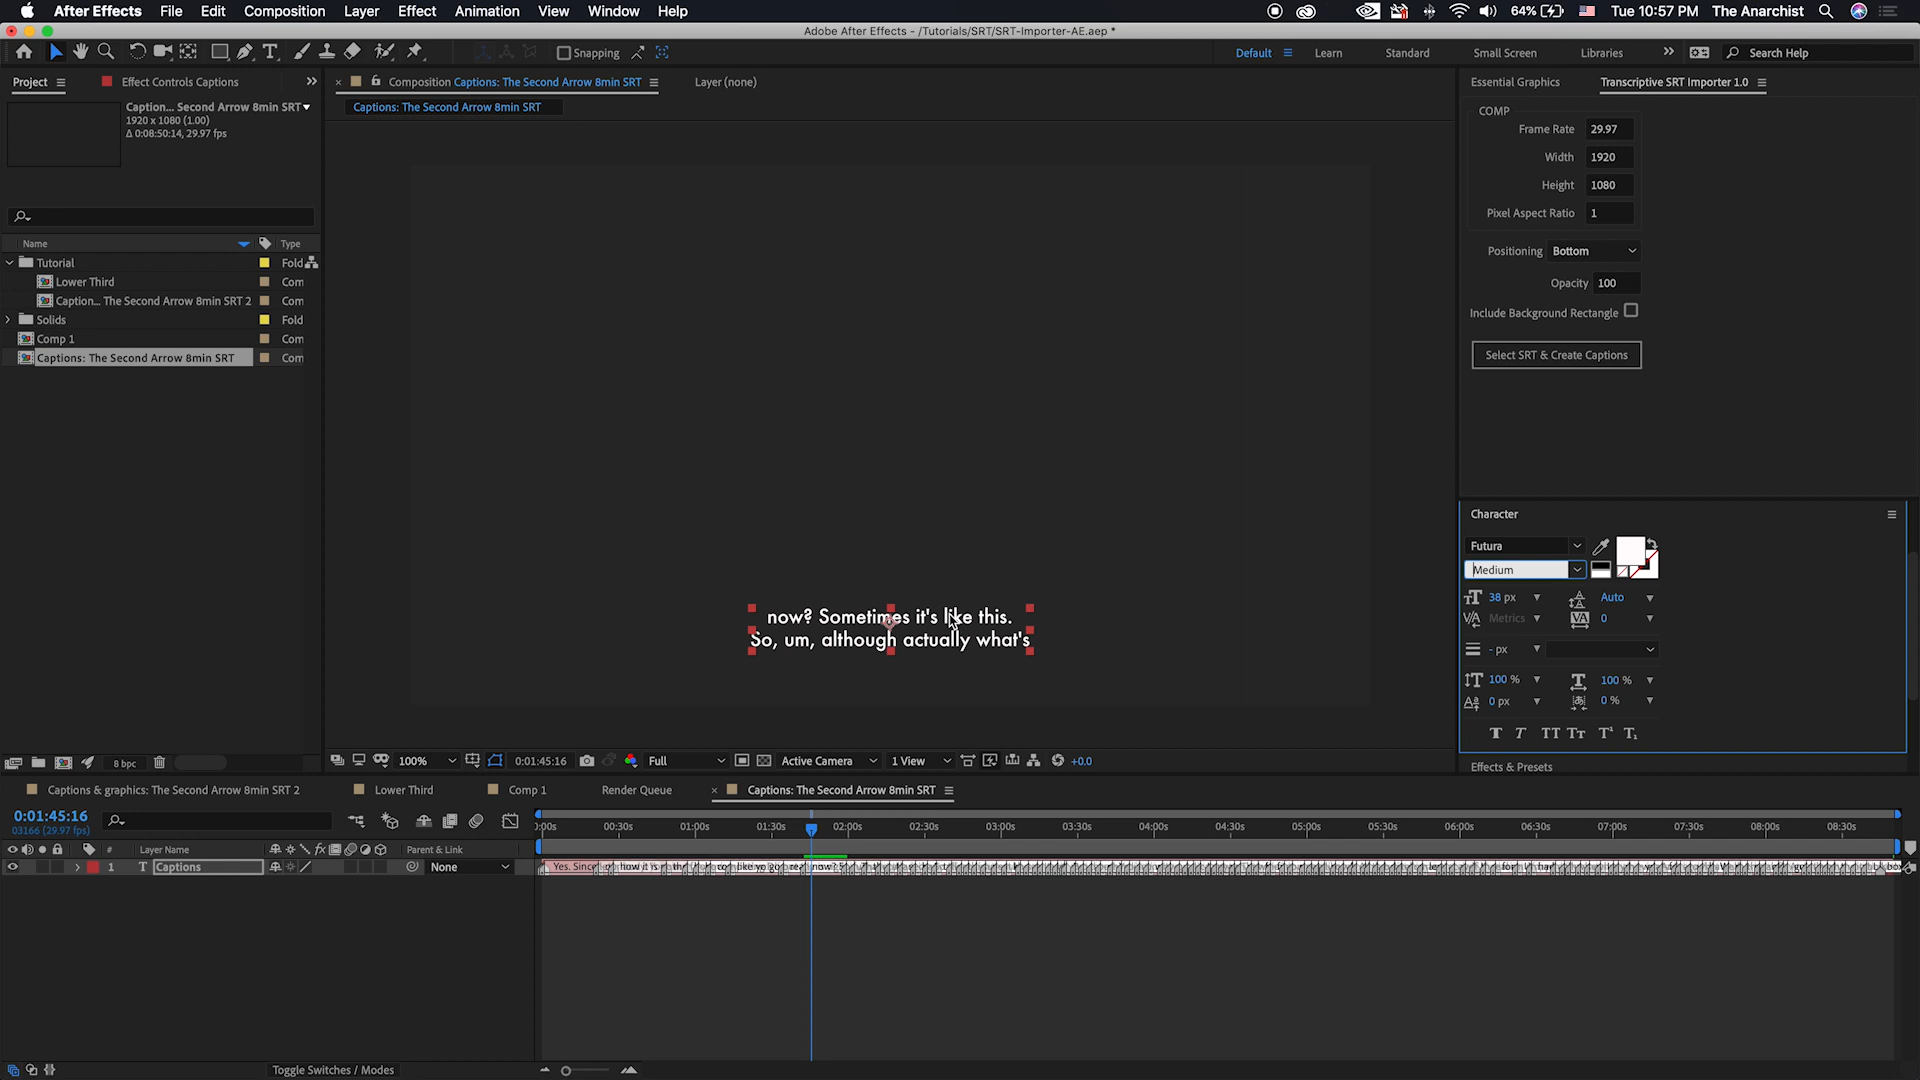 After Effects File Edit Composition Layer Effect Animation View Window Help 64% Tue 10:57 PM The Anarchist
Adobe After Effects - /Tutorials/SRT/SRT-Importer-AE.aep *
Snapping Default Learn Standard Small Screen Libraries Search Help
Project Effect Controls Captions Composition Captions: The Second Arrow 8min SRT Layer (none) Essential Graphics Transcriptive SRT Importer 1.0
Caption... Second Arrow 8min SRT
1920 x 1080 (1.00)
Δ 0:08:50:14, 29.97 fps
Captions: The Second Arrow 8min SRT
COMP
Frame Rate 29.97
Width 1920
Height 1080
Pixel Aspect Ratio 1
Positioning Bottom
Opacity 100
Include Background Rectangle
Select SRT & Create Captions
Name Type
Tutorial Fold
Lower Third Com
Caption... The Second Arrow 8min SRT 2 Com
Solids Fold
Comp 1 Com
Captions: The Second Arrow 8min SRT Com
now? Sometimes it's like this.
So, um, although actually what's
Character
Futura
Medium
38 px Auto
Metrics 0
- px
100 % 100 %
0 px 0 %
Effects & Presets
8 bpc 100% 0:01:45:16 Full Active Camera 1 View +0.0
Captions & graphics: The Second Arrow 8min SRT 2 Lower Third Comp 1 Render Queue Captions: The Second Arrow 8min SRT
0:01:45:16
03166 (29.97 fps)
0:00s 00:30s 01:00s 01:30s 02:00s 02:30s 03:00s 03:30s 04:00s 04:30s 05:00s 05:30s 06:00s 06:30s 07:00s 07:30s 08:00s 08:30s
# Layer Name Parent & Link
1 T Captions None Yes. Since
Toggle Switches / Modes